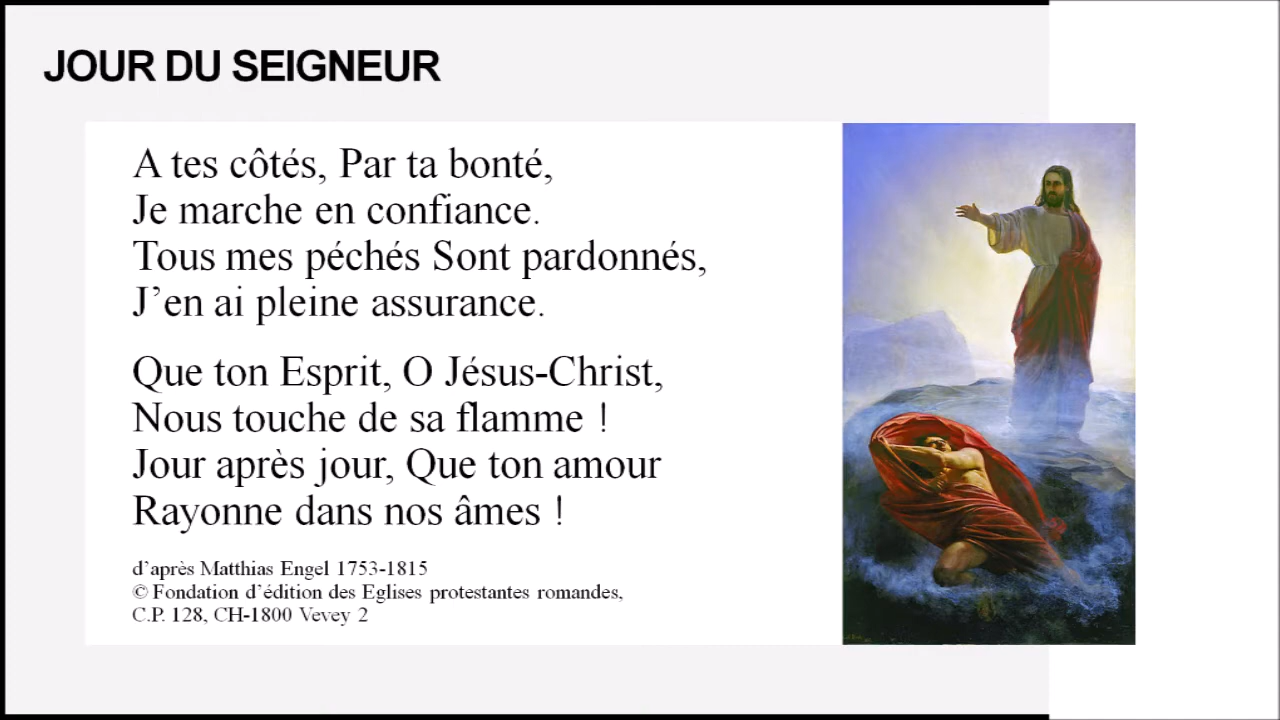 JOUR DU SEIGNEUR
A tes côtés, Par ta bonté,
Je marche en confiance.
Tous mes péchés Sont pardonnés,
J’en ai pleine assurance.
Que ton Esprit, O Jésus-Christ,
Nous touche de sa flamme !
Jour après jour, Que ton amour
Rayonne dans nos âmes !
d’après Matthias Engel 1753-1815
© Fondation d’édition des Eglises protestantes romandes,
C.P. 128, CH-1800 Vevey 2